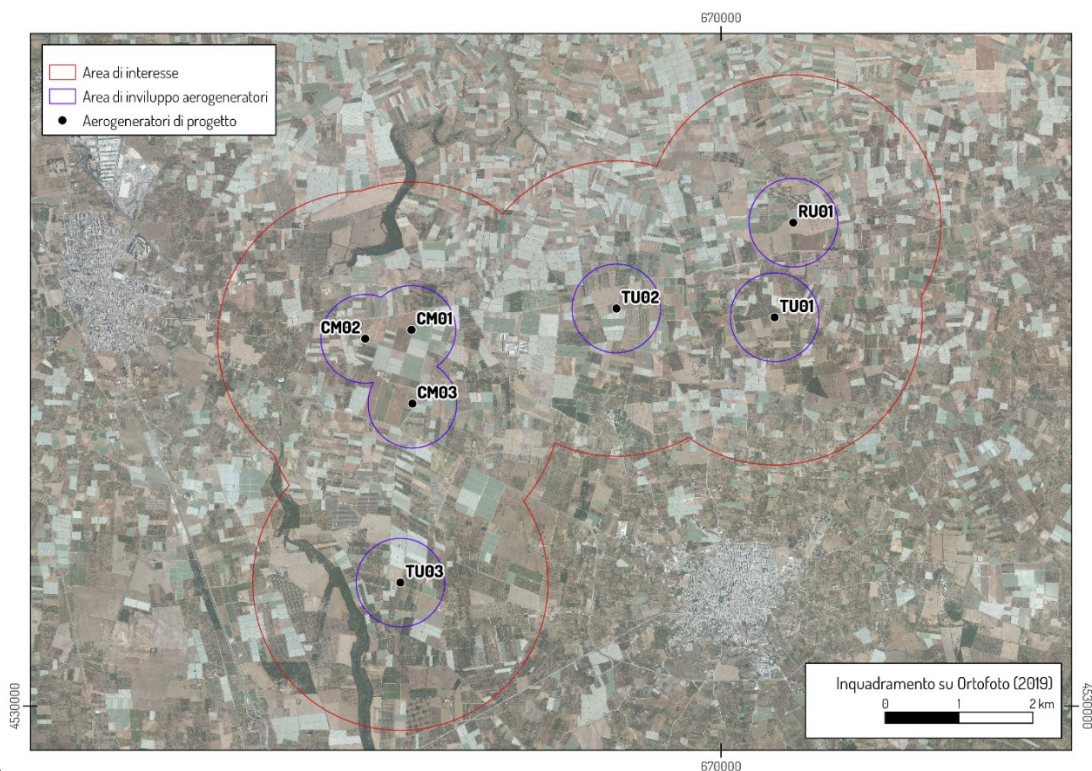 670000
Area di interesse
Area di inviluppo aerogeneratori
Aerogeneratori di progetto
RU01
TU02
TU01
CM01
CM02
CM03
TU03
Inquadramento su Ortofoto (2019)
0 1 2 km
4530000
4530000
670000